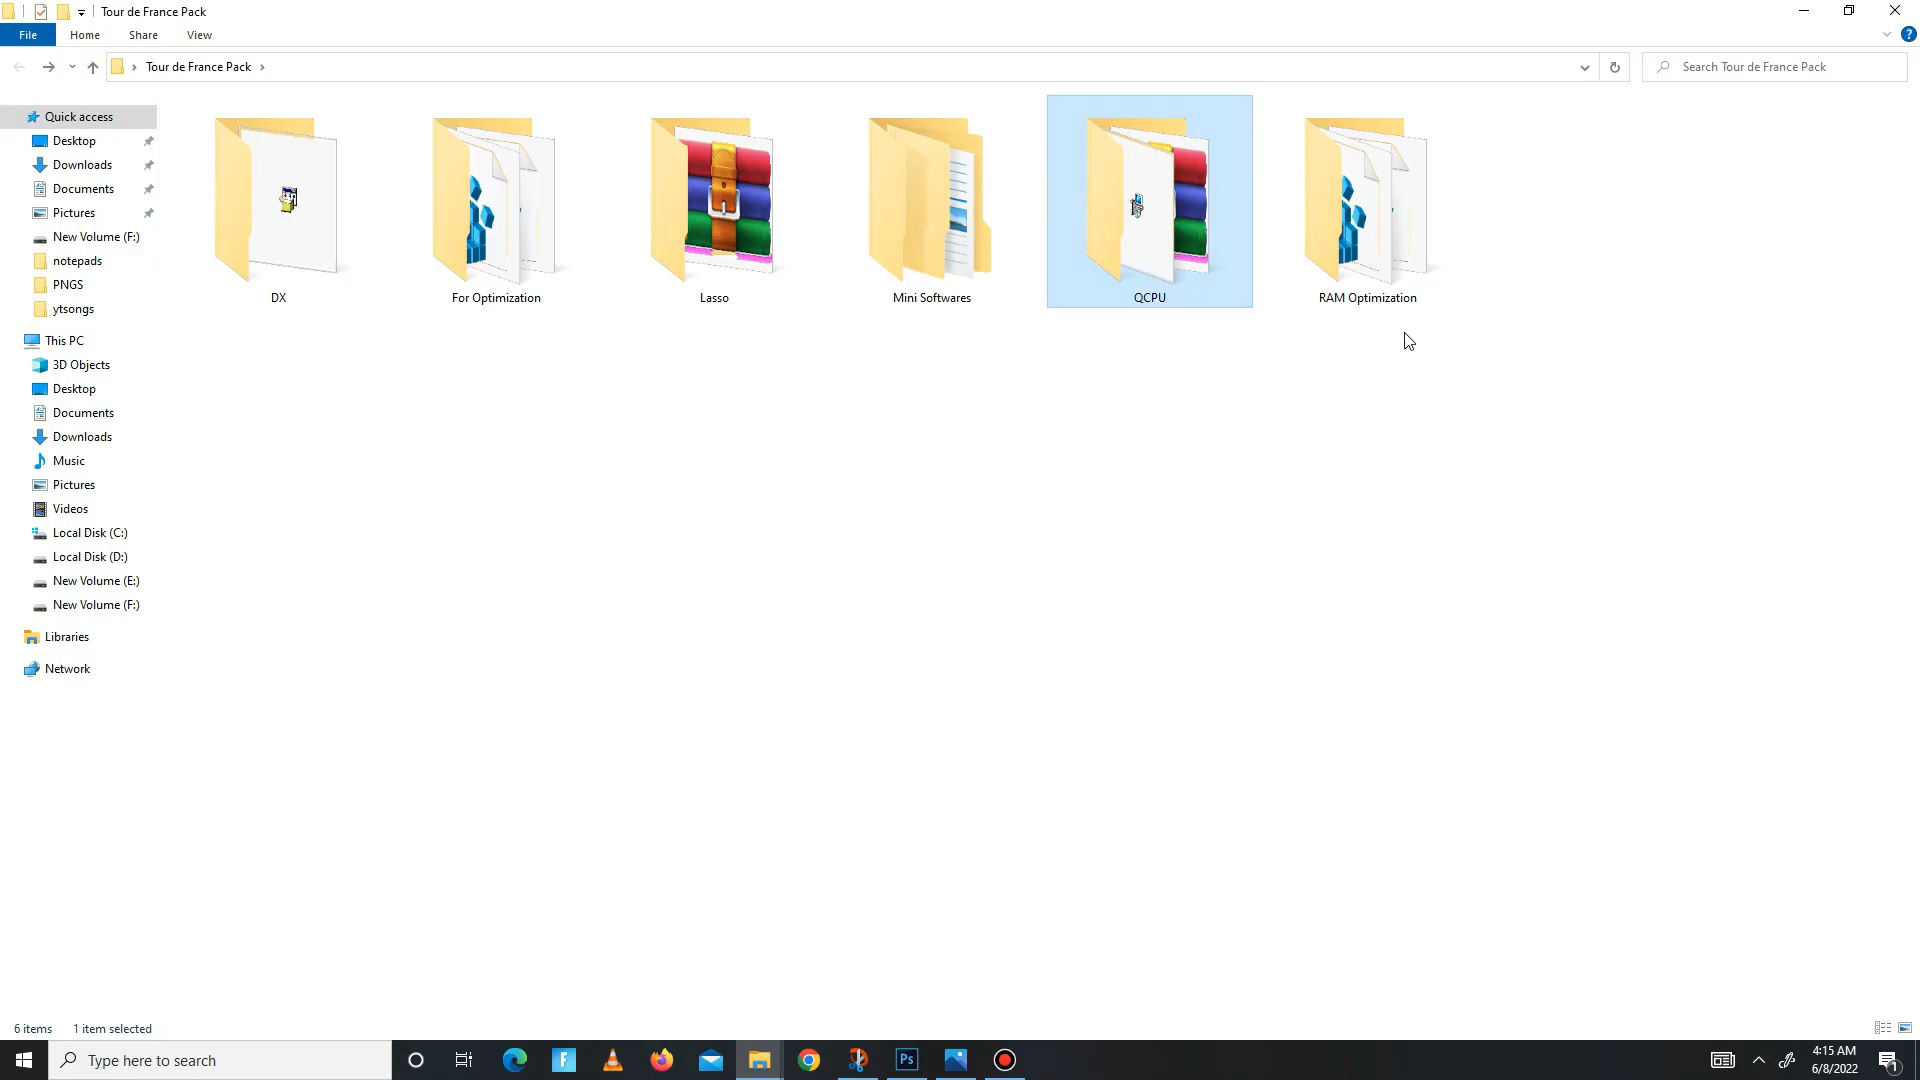 Tour de France Pack
File Home Share View
Tour de France Pack
Search Tour de France Pack
Quick access
Desktop
Downloads
Documents
Pictures
New Volume (F:)
notepads
PNGS
ytsongs
This PC
3D Objects
Desktop
Documents
Downloads
Music
Pictures
Videos
Local Disk (C:)
Local Disk (D:)
New Volume (E:)
New Volume (F:)
Libraries
Network
DX
For Optimization
Lasso
Mini Softwares
QCPU
RAM Optimization
6 items 1 item selected
Type here to search
Ps
4:15 AM
6/8/2022
1